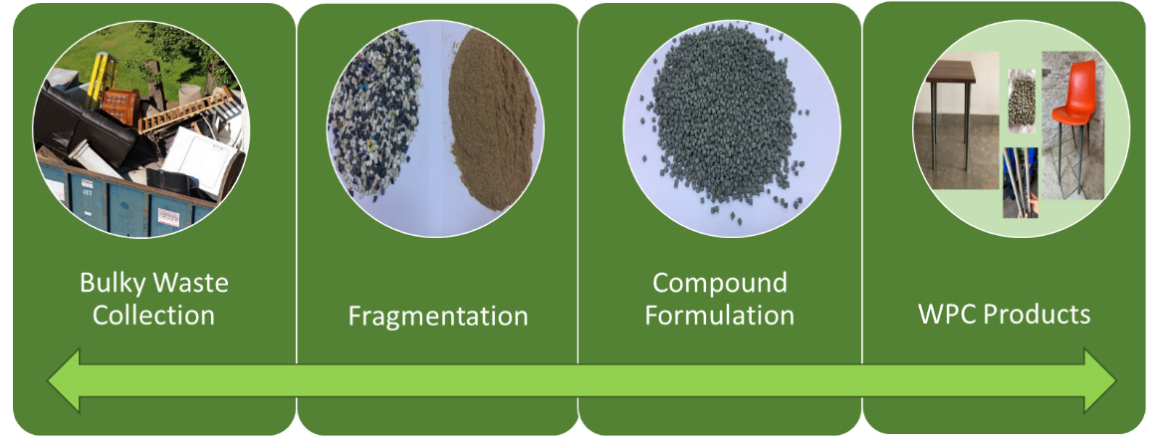 Bulky Waste
Collection
Fragmentation
Compound
Formulation
WPC Products